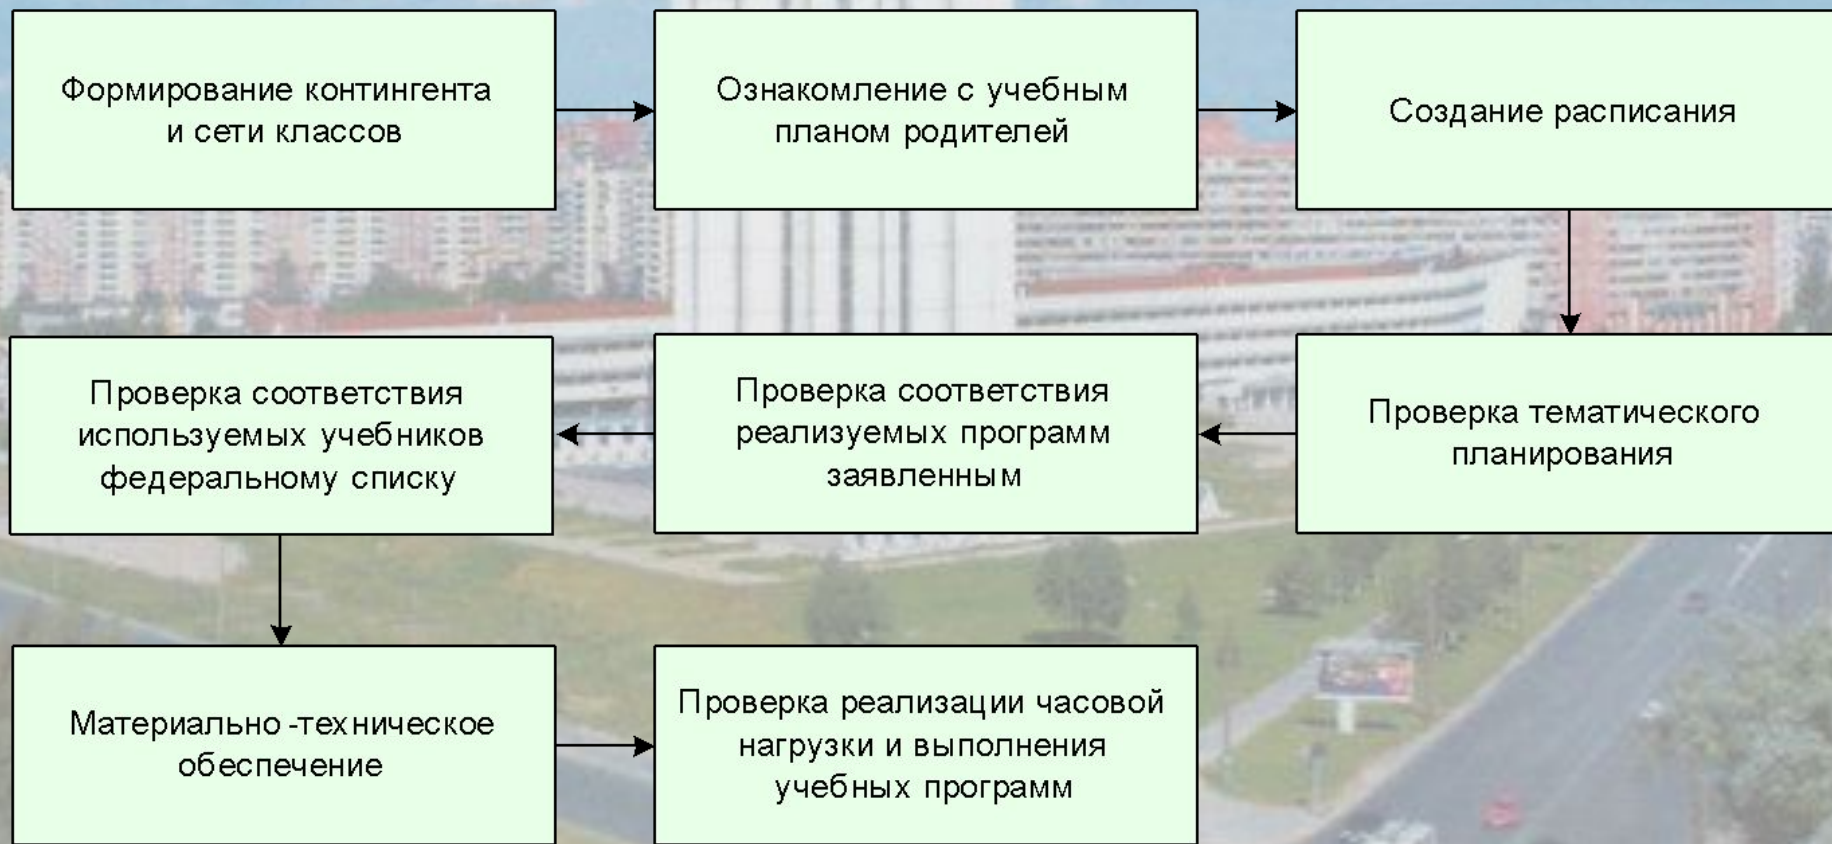 Формирование контингента
и сети классов
Ознакомление с учебным
планом родителей
Создание расписания
Проверка тематического
планирования
Проверка соответствия
реализуемых программ
заявленным
Проверка соответствия
используемых учебников
федеральному списку
Материально-техническое
обеспечение
Проверка реализации часовой
нагрузки и выполнения
учебных программ